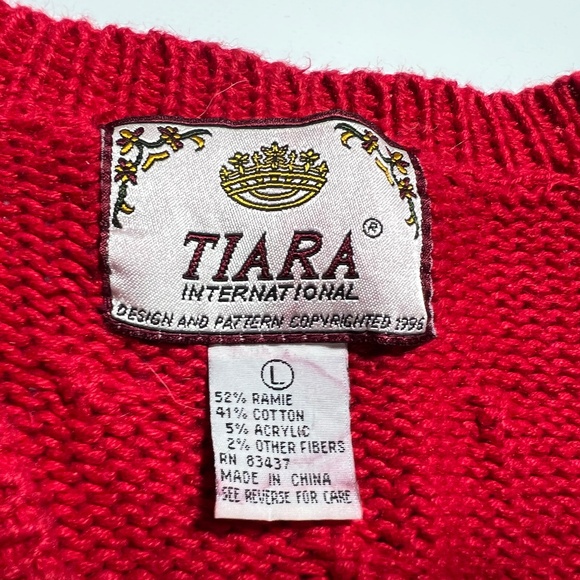 TIARA ®
INTERNATIONAL
DESIGN AND PATTERN COPYRIGHTED 1996
L
52% RAMIE
41% COTTON
5% ACRYLIC
2% OTHER FIBERS
RN 83437
MADE IN CHINA
SEE REVERSE FOR CARE